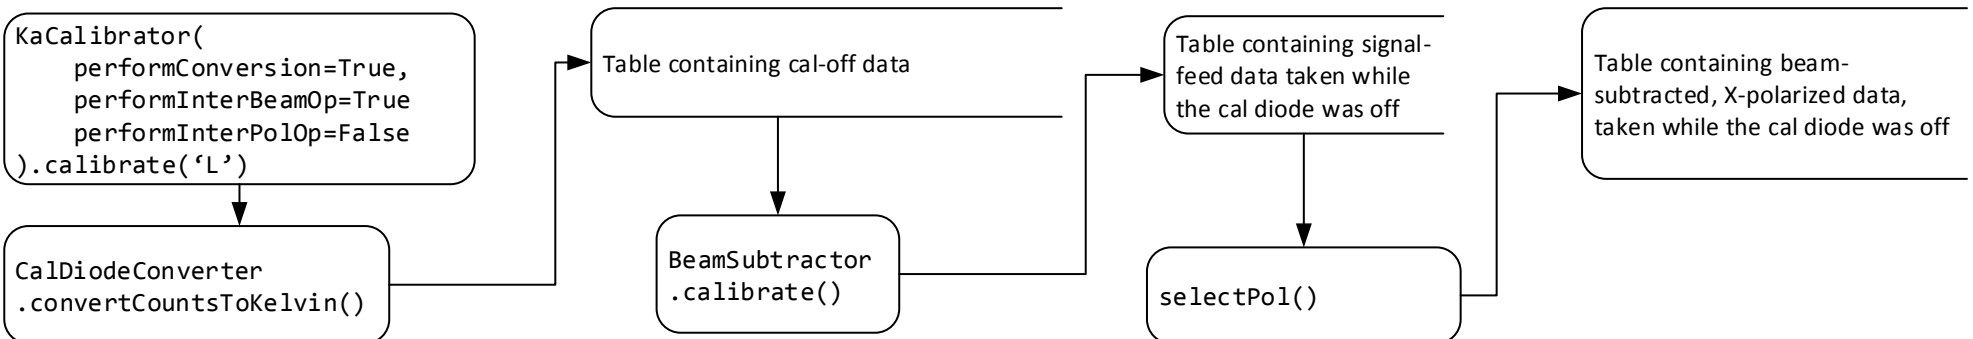 KaCalibrator(
    performConversion=True,
    performInterBeamOp=True
    performInterPolOp=False
).calibrate(‘L’)
CalDiodeConverter
.convertCountsToKelvin()
Table containing cal-off data
BeamSubtractor
.calibrate()
Table containing signal-
feed data taken while
the cal diode was off
selectPol()
Table containing beam-
subtracted, X-polarized data,
taken while the cal diode was off